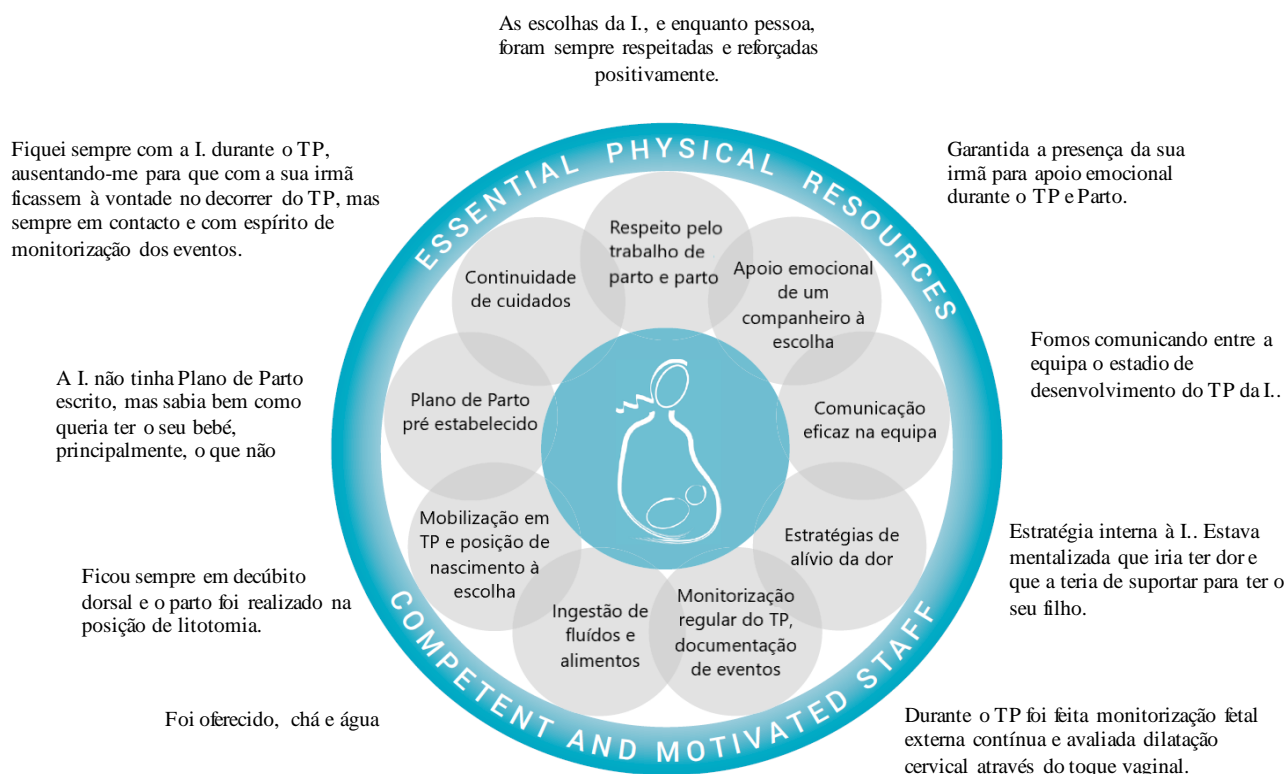 As escolhas da I., e enquanto pessoa,
foram sempre respeitadas e reforçadas
positivamente.
Fiquei sempre com a I. durante o TP,
ausentando-me para que com a sua irmã
ficassem à vontade no decorrer do TP, mas
sempre em contacto e com espírito de
monitorização dos eventos.
Garantida a presença da sua
irmã para apoio emocional
durante o TP e Parto.
ESSENTIAL PHYSICAL RESOURCES
Respeito pelo
trabalho de
parto e parto
Continuidade
de cuidados
Apoio emocional
de um
companheiro à
escolha
Fomos comunicando entre a
equipa o estadio de
desenvolvimento do TP da I..
A I. não tinha Plano de Parto
escrito, mas sabia bem como
queria ter o seu bebé,
principalmente, o que não
Plano de Parto
pré estabelecido
Comunicação
eficaz na equipa
Mobilização em
TP e posição de
nascimento à
escolha
Estratégias de
alívio da dor
Estratégia interna à I.. Estava
mentalizada que iria ter dor e
que a teria de suportar para ter o
seu filho.
Ficou sempre em decúbito
dorsal e o parto foi realizado na
posição de litotomia.
Ingestão de
fluídos e
alimentos
Monitorização
regular do TP,
documentação
de eventos
COMPETENT AND MOTIVATED STAFF
Foi oferecido, chá e água
Durante o TP foi feita monitorização fetal
externa contínua e avaliada dilatação
cervical através do toque vaginal.